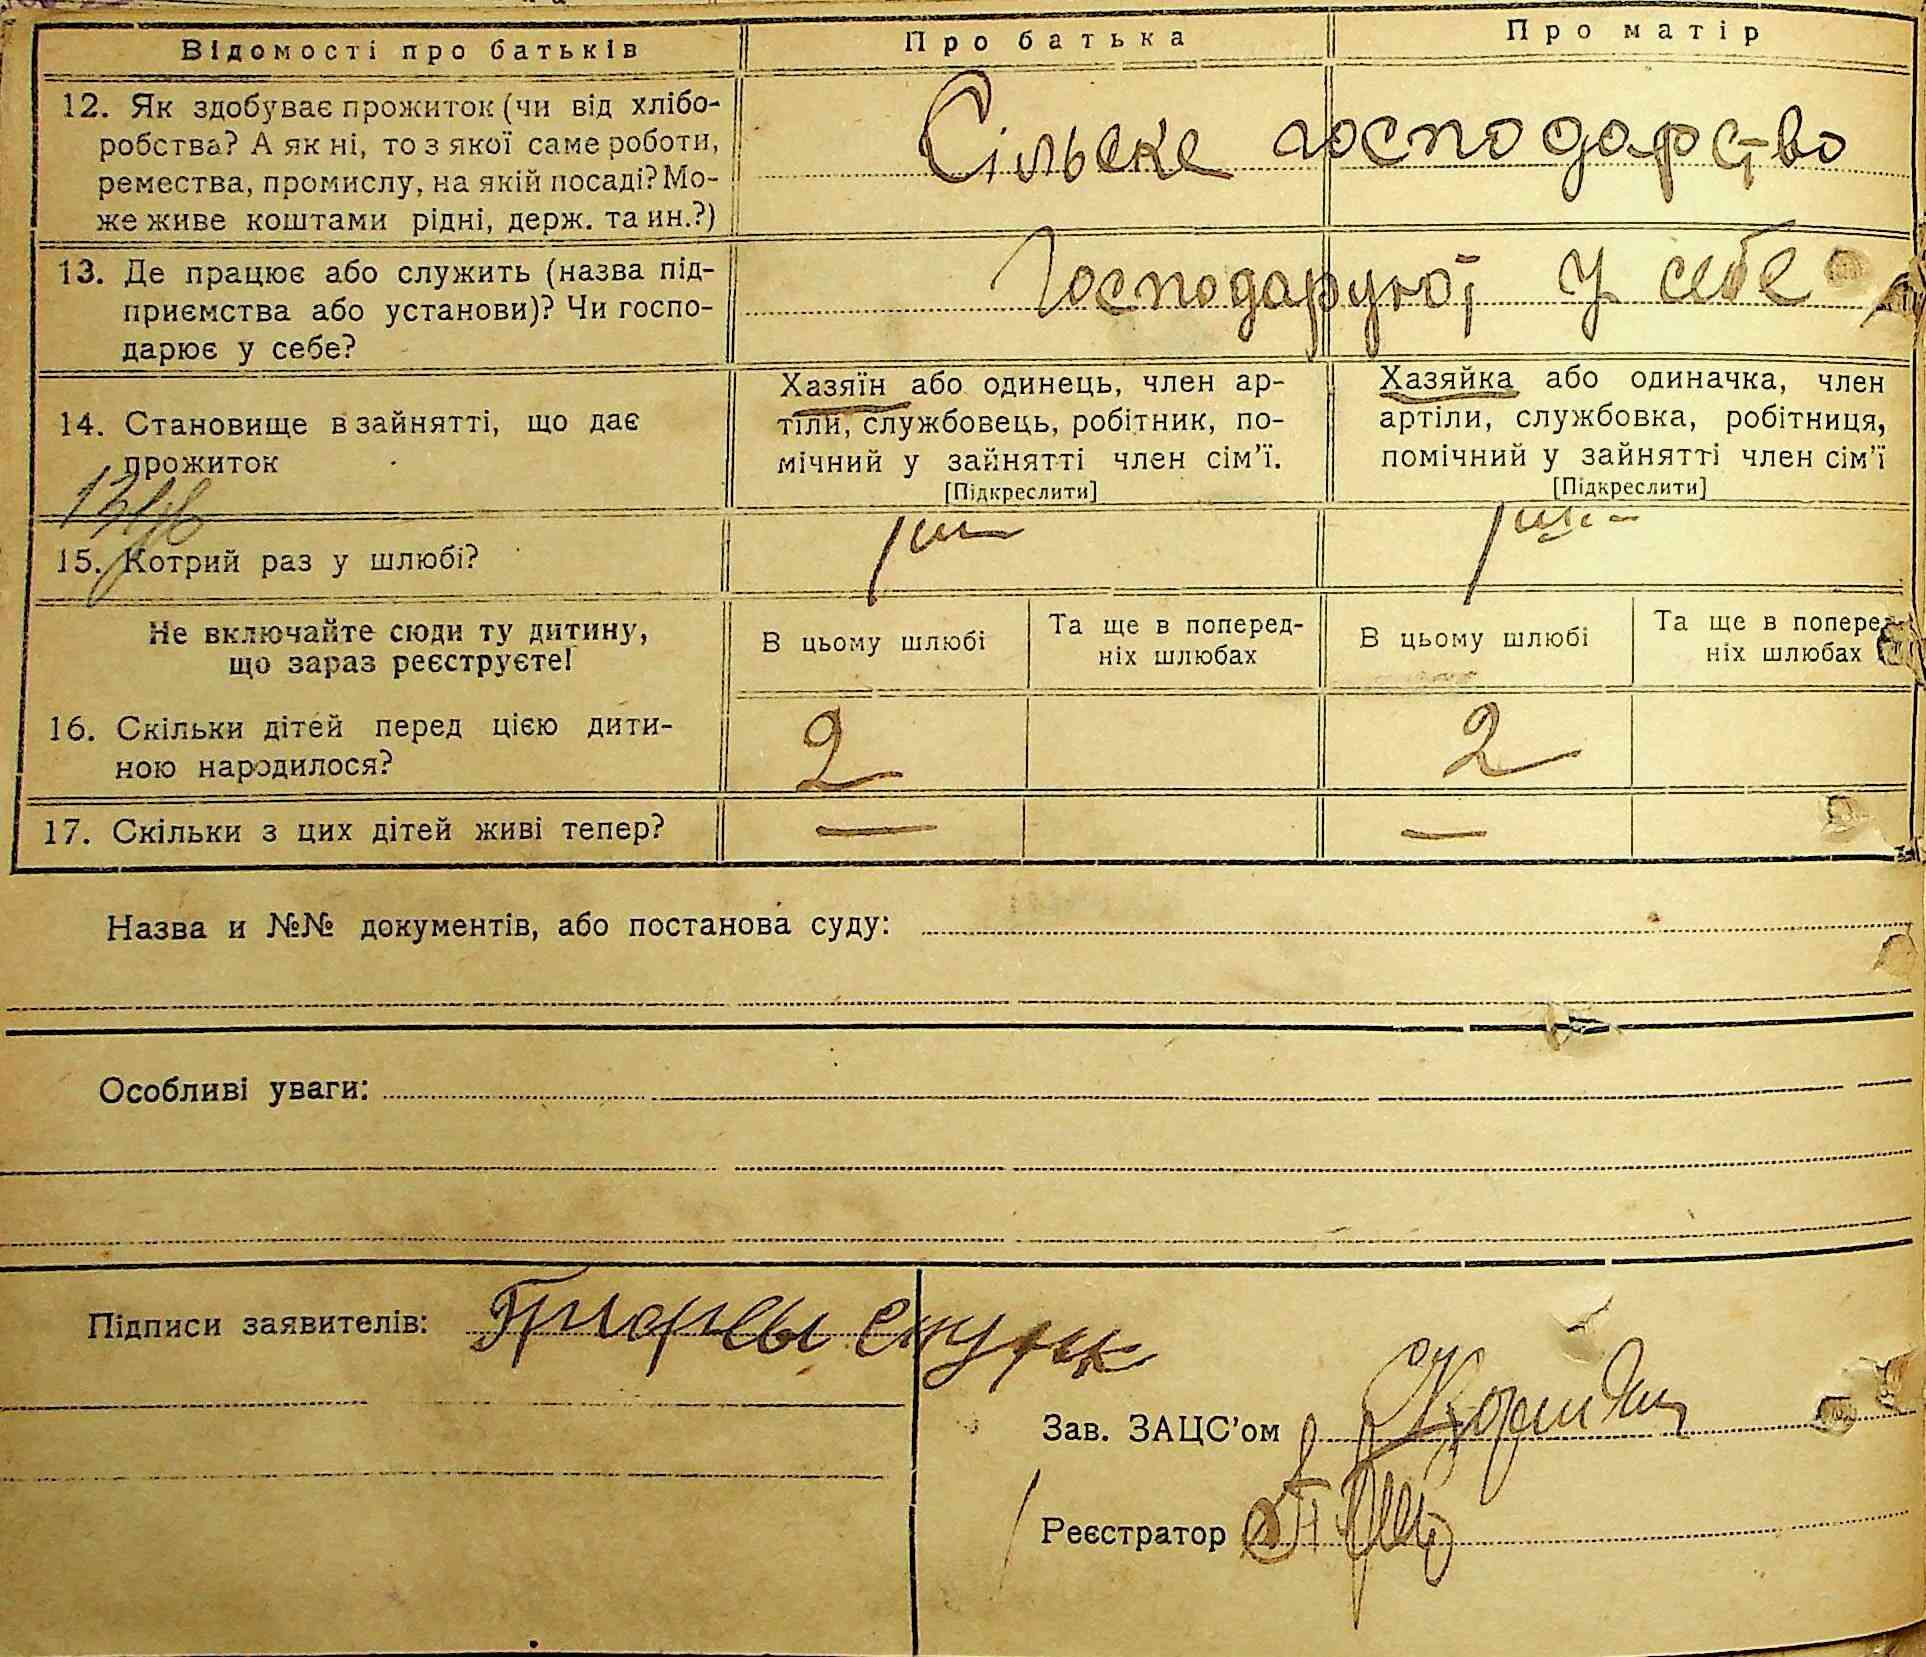 Відомості про батьків
Про батька
Про матір
12. Як здобуває прожиток (чи від хлібо-
робства? А як ні, то з якої саме роботи,
ремества, промислу, на якій посаді? Мо-
же живе коштами рідні, держ. та ин.?)
Сільске господарство
13. Де працює або служить (назва під-
приємства або установи)? Чи госпо-
дарює у себе?
Господарюют у себе
14. Становище в зайнятті, що дає
прожиток
Хазяїн або одинець, член ар-
тіли, службовець, робітник, по-
мічний у зайнятті член сім’ї.
[Підкреслити]
Хазяйка або одиначка, член
артіли, службовка, робітниця,
помічний у зайнятті член сім’ї
[Підкреслити]
15. Котрий раз у шлюбі?
Не включайте сюди ту дитину,
що зараз реєструєте!
В цьому шлюбі
Та ще в поперед-
ніх шлюбах
В цьому шлюбі
Та ще в поперед-
ніх шлюбах
16. Скільки дітей перед цією дити-
ною народилося?
2
2
17. Скільки з цих дітей живі тепер?
—
—
Назва и №№ документів, або постанова суду:
Особливі уваги:
Підписи заявителів:
Зав. ЗАЦС’ом
Реєстратор